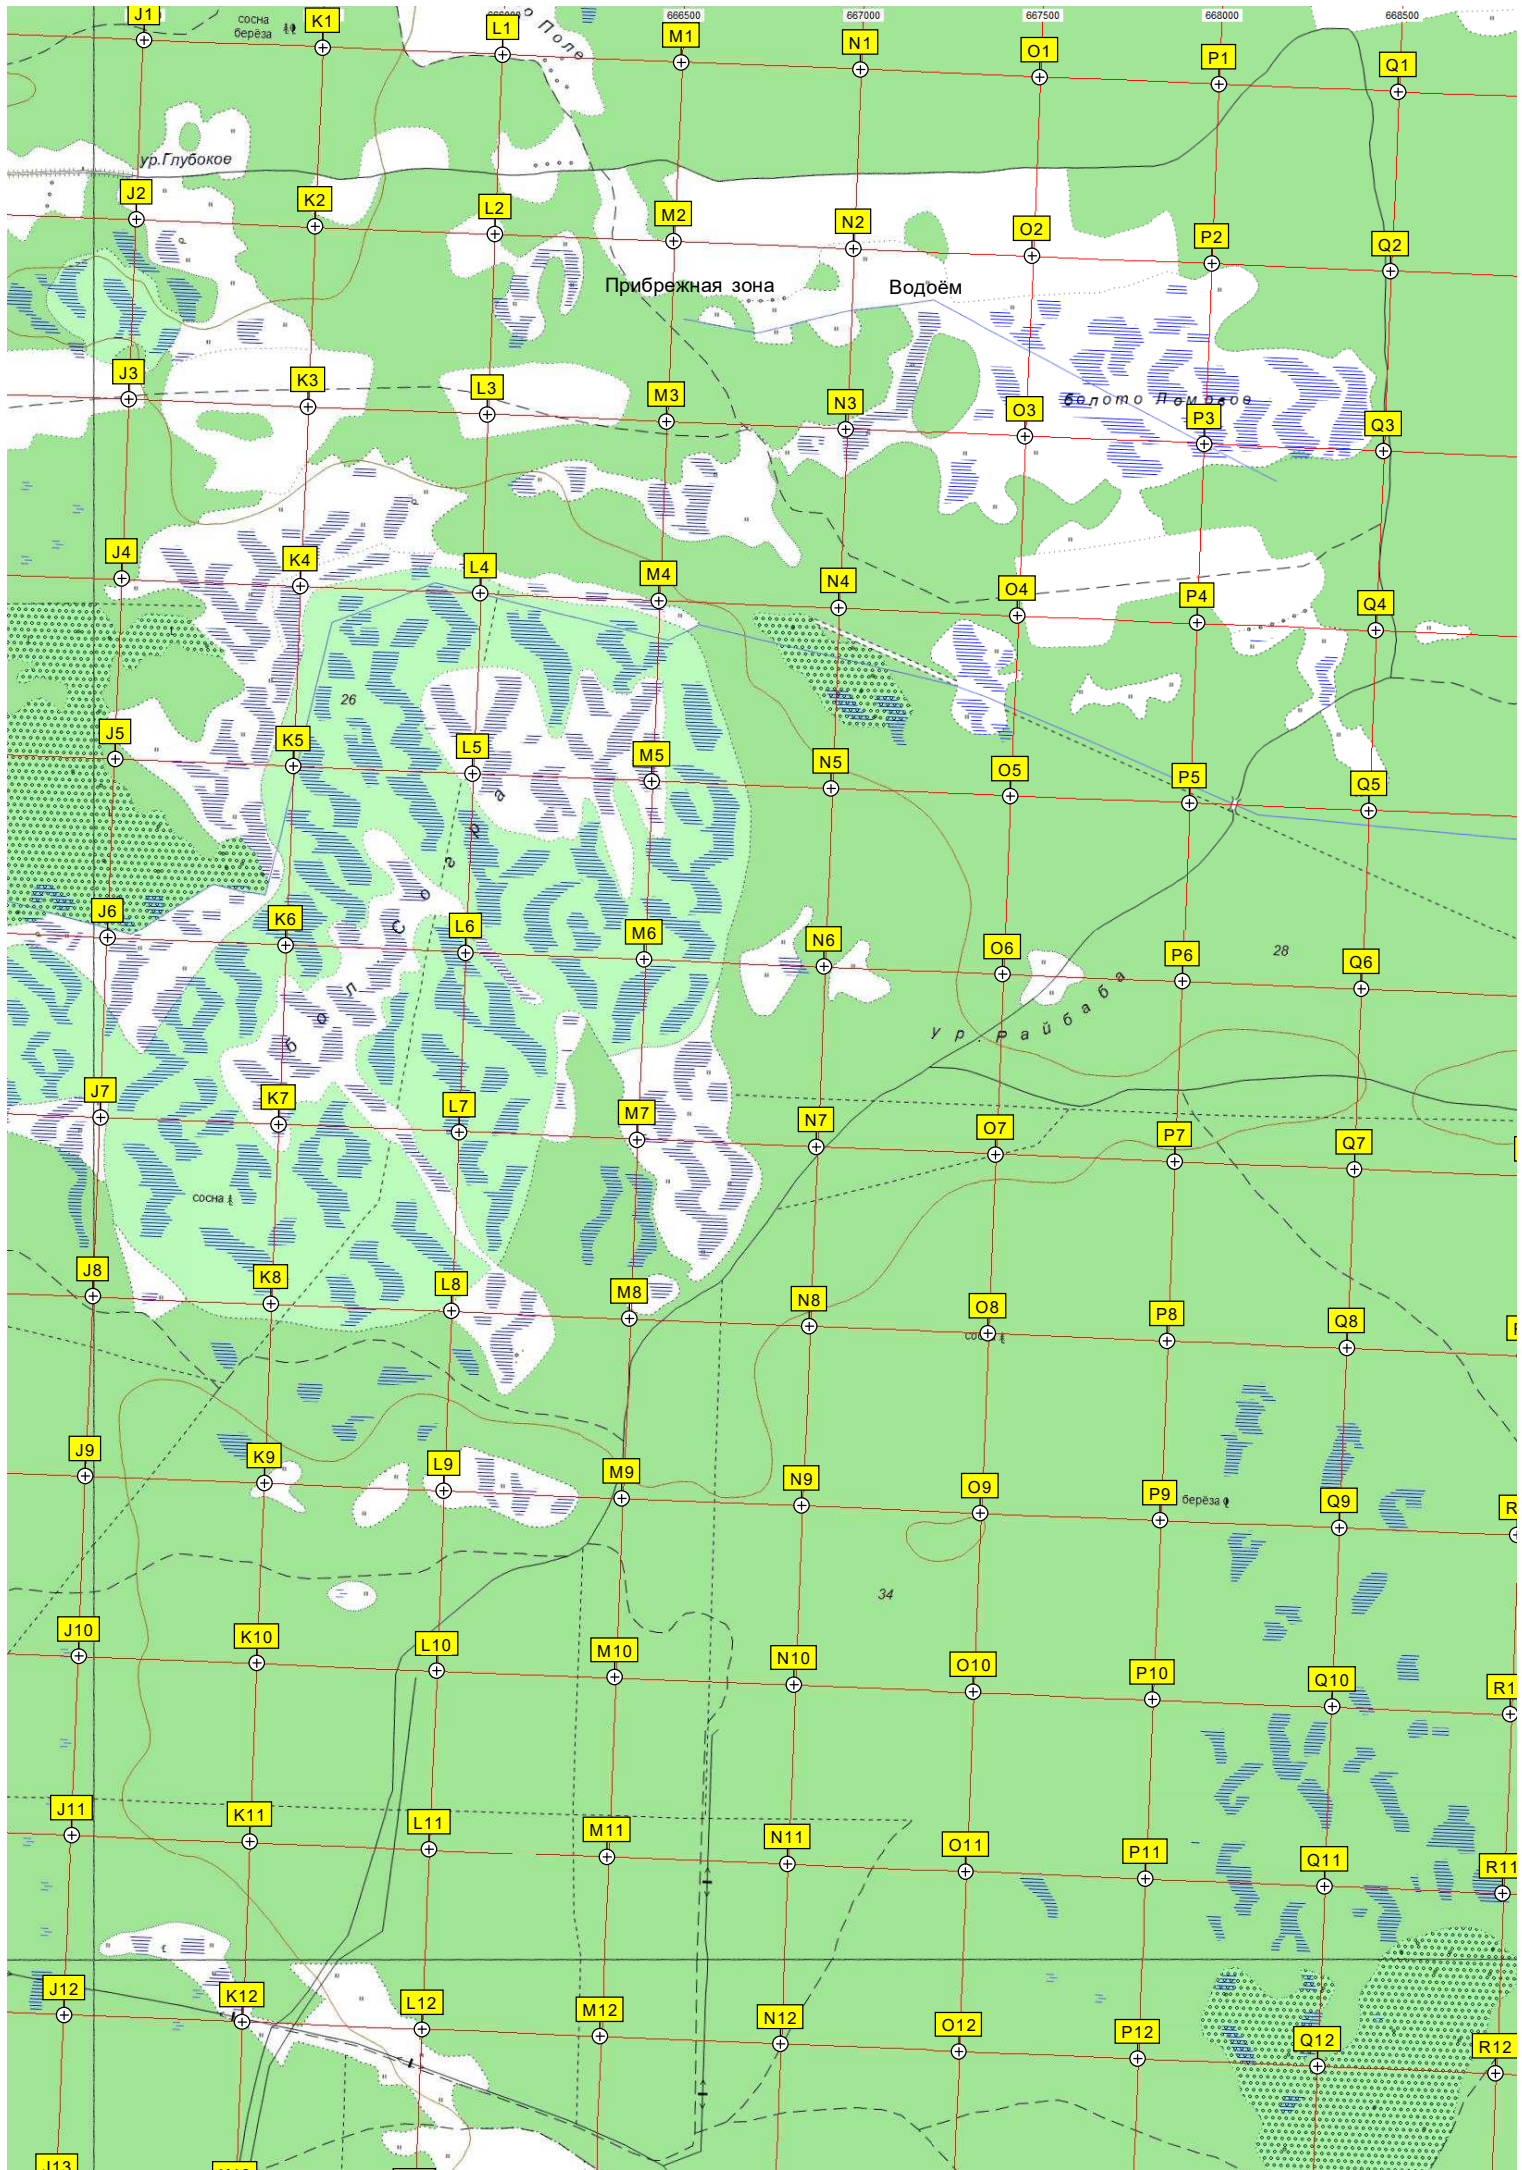 666500 667000 667500 668000 668500
J1 K1 L1 M1 N1 O1 P1 Q1
сосна
берёза
Поле
ур.Глубокое
J2 K2 L2 M2 N2 O2 P2 Q2
Прибрежная зона Водоём
J3 K3 L3 M3 N3 O3 P3 Q3
болото Ломовое
J4 K4 L4 M4 N4 O4 P4 Q4
26
J5 K5 L5 M5 N5 O5 P5 Q5
бол Согра
J6 K6 L6 M6 N6 O6 P6 Q6
28
ур. Райбаба
J7 K7 L7 M7 N7 O7 P7 Q7
сосна
J8 K8 L8 M8 N8 O8 P8 Q8
J9 K9 L9 M9 N9 O9 P9 Q9
берёза
34
J10 K10 L10 M10 N10 O10 P10 Q10
J11 K11 L11 M11 N11 O11 P11 Q11 R11
J12 K12 L12 M12 N12 O12 P12 Q12 R12
J13